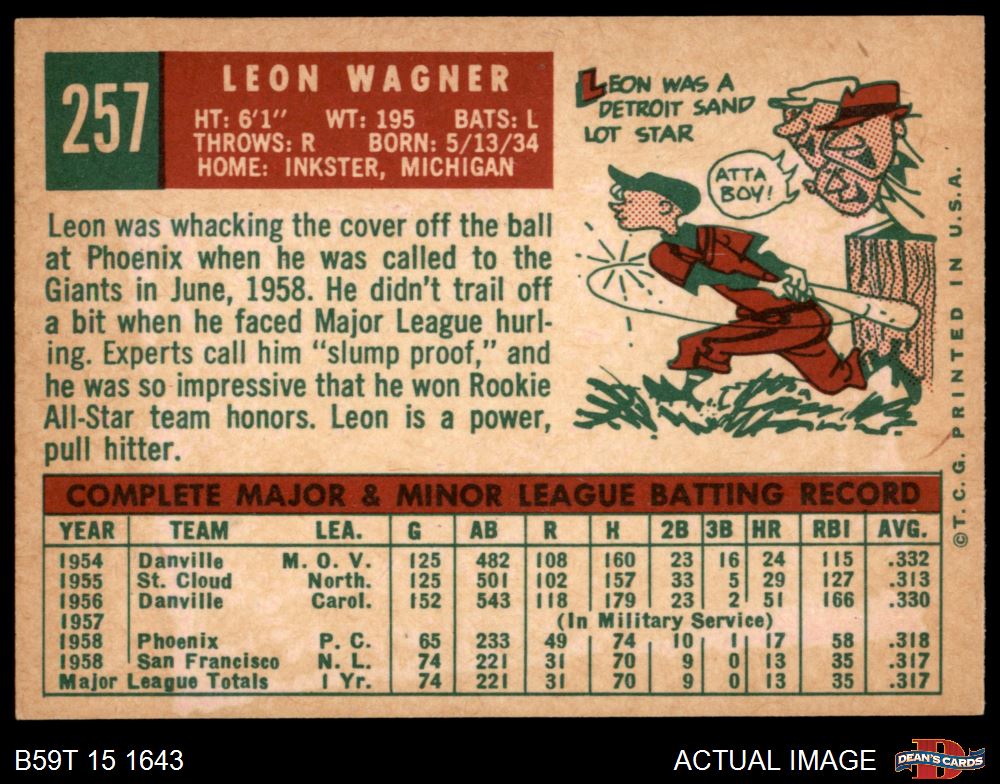 257
LEON WAGNER
HT: 6'1" WT: 195 BATS: L
THROWS: R BORN: 5/13/34
HOME: INKSTER, MICHIGAN
Leon was whacking the cover off the ball
at Phoenix when he was called to the
Giants in June, 1958. He didn't trail off
a bit when he faced Major League hurl-
ing. Experts call him "slump proof," and
he was so impressive that he won Rookie
All-Star team honors. Leon is a power,
pull hitter.
LEON WAS A
DETROIT SAND
LOT STAR
ATTA
BOY!
COMPLETE MAJOR & MINOR LEAGUE BATTING RECORD
YEAR TEAM LEA. G AB R H 2B 3B HR RBI AVG.
1954 Danville M. O. V. 125 482 108 160 23 16 24 115 .332
1955 St. Cloud North. 125 501 102 157 33 5 29 127 .313
1956 Danville Carol. 152 543 118 179 23 2 51 166 .330
1957 (In Military Service)
1958 Phoenix P. C. 65 233 49 74 10 1 17 58 .318
1958 San Francisco N. L. 74 221 31 70 9 0 13 35 .317
Major League Totals 1 Yr. 74 221 31 70 9 0 13 35 .317
©T. C. G. PRINTED IN U.S.A.
B59T 15 1643
ACTUAL IMAGE
DEAN'S CARDS